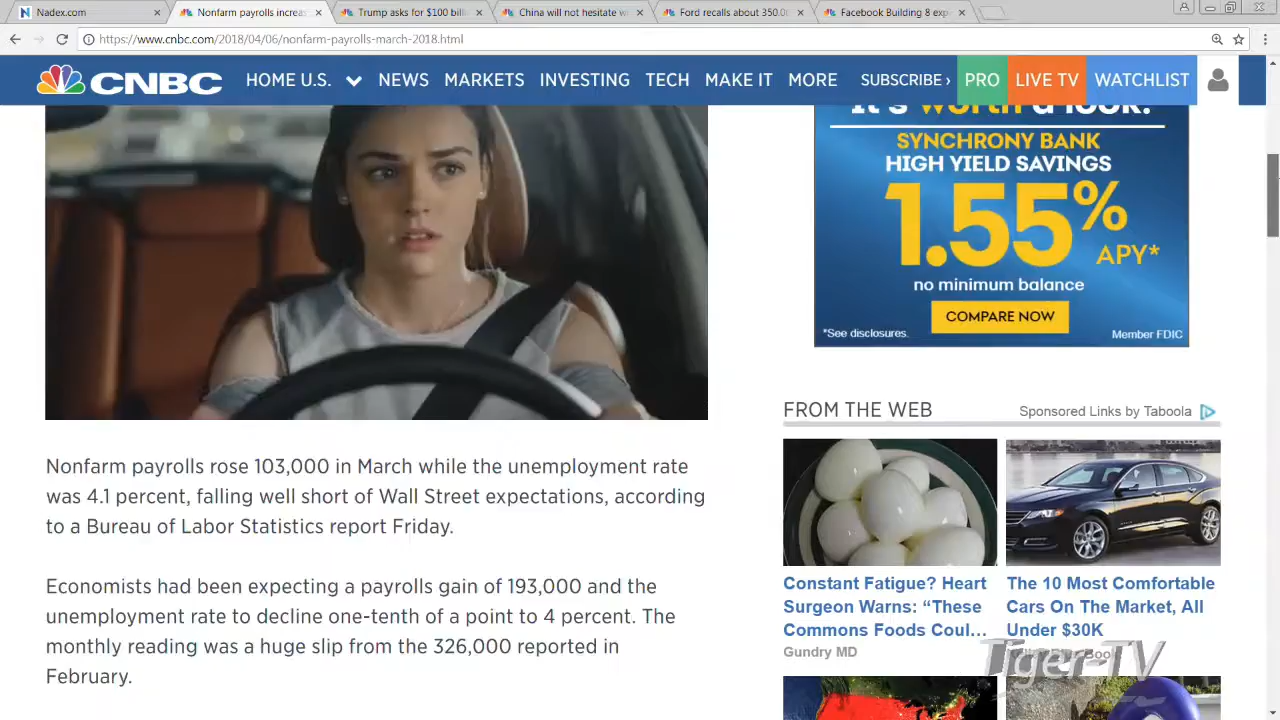 Nadex.com
Nonfarm payrolls increas
Trump asks for $100 billi
China will not hesitate w
Ford recalls about 350,0
Facebook Building 8 exp
https://www.cnbc.com/2018/04/06/nonfarm-payrolls-march-2018.html
CNBC HOME U.S. NEWS MARKETS INVESTING TECH MAKE IT MORE SUBSCRIBE › PRO LIVE TV WATCHLIST
It's worth a look.
SYNCHRONY BANK
HIGH YIELD SAVINGS
1.55% APY*
no minimum balance
COMPARE NOW
*See disclosures. Member FDIC
Nonfarm payrolls rose 103,000 in March while the unemployment rate
was 4.1 percent, falling well short of Wall Street expectations, according
to a Bureau of Labor Statistics report Friday.
Economists had been expecting a payrolls gain of 193,000 and the
unemployment rate to decline one-tenth of a point to 4 percent. The
monthly reading was a huge slip from the 326,000 reported in
February.
FROM THE WEB Sponsored Links by Taboola
Constant Fatigue? Heart
Surgeon Warns: “These
Commons Foods Coul...
Gundry MD
The 10 Most Comfortable
Cars On The Market, All
Under $30K
Tiger-TV